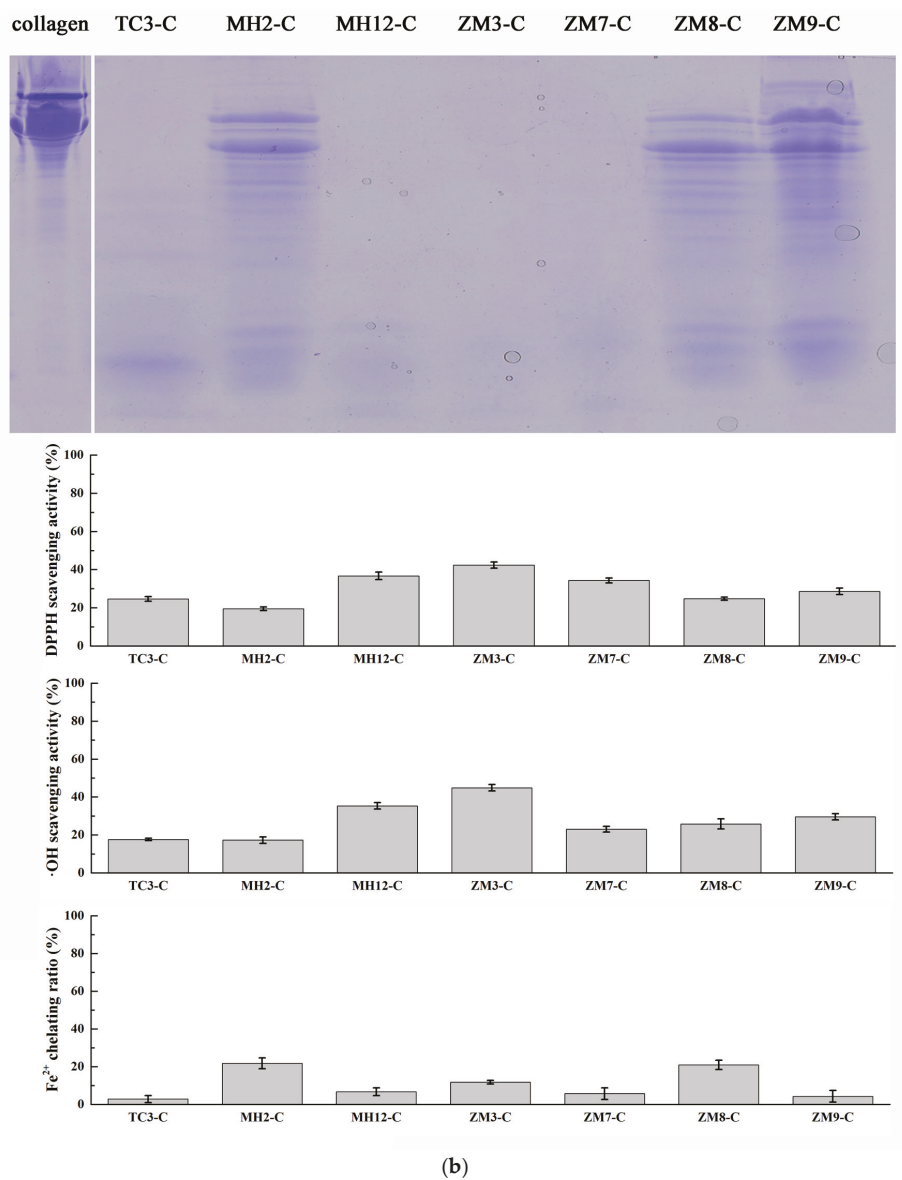 collagen TC3-C MH2-C MH12-C ZM3-C ZM7-C ZM8-C ZM9-C
DPPH scavenging activity (%)
100
80
60
40
20
0
TC3-C MH2-C MH12-C ZM3-C ZM7-C ZM8-C ZM9-C
·OH scavenging activity (%)
100
80
60
40
20
0
TC3-C MH2-C MH12-C ZM3-C ZM7-C ZM8-C ZM9-C
Fe²⁺ chelating ratio (%)
100
80
60
40
20
0
TC3-C MH2-C MH12-C ZM3-C ZM7-C ZM8-C ZM9-C
(b)